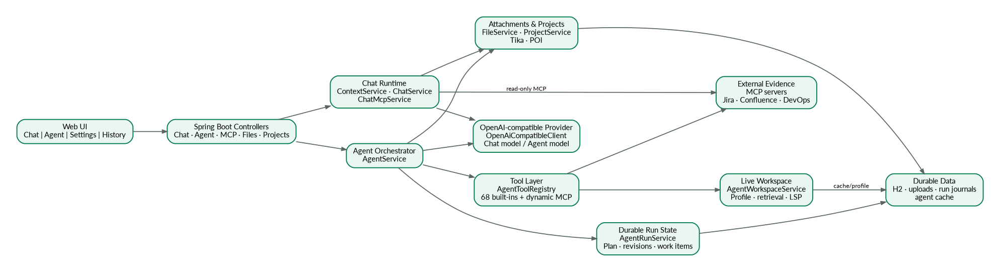 Web UI
Chat | Agent | Settings | History
Spring Boot Controllers
Chat · Agent · MCP · Files · Projects
Chat Runtime
ContextService · ChatService
ChatMcpService
Agent Orchestrator
AgentService
Attachments & Projects
FileService · ProjectService
Tika · POI
read-only MCP
OpenAI-compatible Provider
OpenAiCompatibleClient
Chat model / Agent model
Tool Layer
AgentToolRegistry
68 built-ins + dynamic MCP
Durable Run State
AgentRunService
Plan · revisions · work items
External Evidence
MCP servers
Jira · Confluence · DevOps
Live Workspace
AgentWorkspaceService
Profile · retrieval · LSP
cache/profile
Durable Data
H2 · uploads · run journals
agent cache